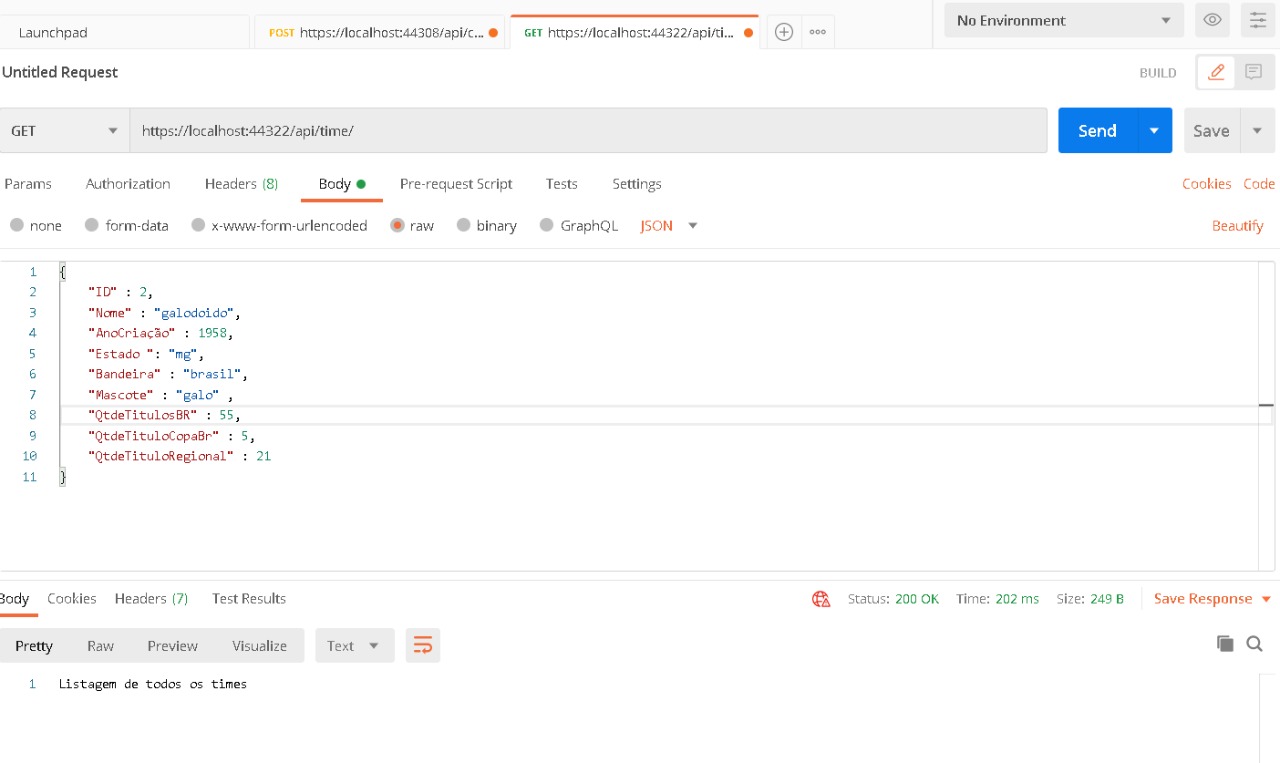 Launchpad
POST https://localhost:44308/api/c...
GET https://localhost:44322/api/ti...
No Environment
Untitled Request
BUILD
GET
https://localhost:44322/api/time/
Send
Save
Params
Authorization
Headers (8)
Body
Pre-request Script
Tests
Settings
Cookies
Code
none
form-data
x-www-form-urlencoded
raw
binary
GraphQL
JSON
Beautify
1 {
2 "ID" : 2,
3 "Nome" : "galodoido",
4 "AnoCriação" : 1958,
5 "Estado ": "mg",
6 "Bandeira" : "brasil",
7 "Mascote" : "galo" ,
8 "QtdeTitulosBR" : 55,
9 "QtdeTituloCopaBr" : 5,
10 "QtdeTituloRegional" : 21
11 }
Body
Cookies
Headers (7)
Test Results
Status: 200 OK
Time: 202 ms
Size: 249 B
Save Response
Pretty
Raw
Preview
Visualize
Text
1 Listagem de todos os times